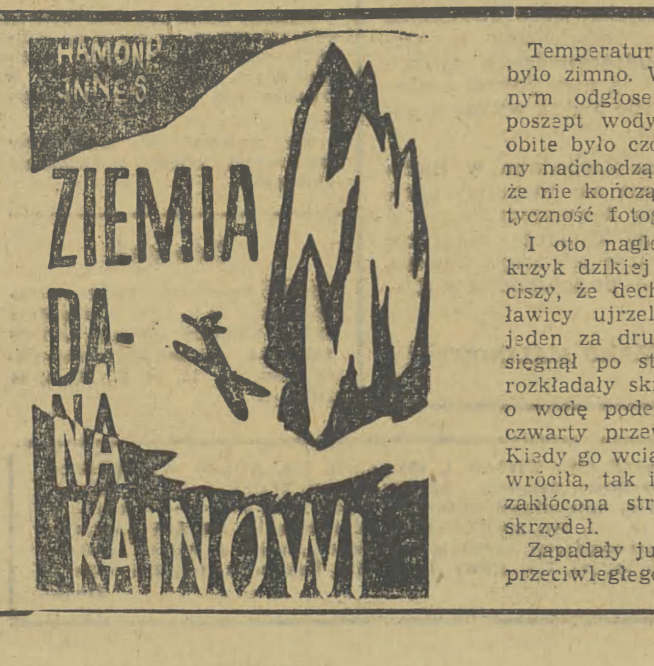 HAMOND
INNES
ZIEMIA
DA-
NA
KAINOWI
Temperatur
było zimno. W
nym odgłose
poszept wody
obite było czo
ny nadchodzą
że nie kończą
tyczność fotog
I oto nagle
krzyk dzikiej
ciszy, że dech
ławicy ujrzel
jeden za dru
sięgnął po st
rozkładały skr
o wodę pode
czwarty przew
Kiedy go wcią
wróciła, tak i
zakłócona str
skrzydeł.
Zapadały ju
przeciwległego